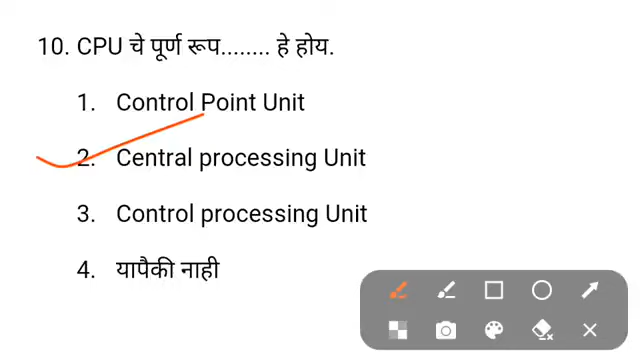 10. CPU चे पूर्ण रूप........ हे होय.
1. Control Point Unit
2. Central processing Unit
3. Control processing Unit
4. यापैकी नाही